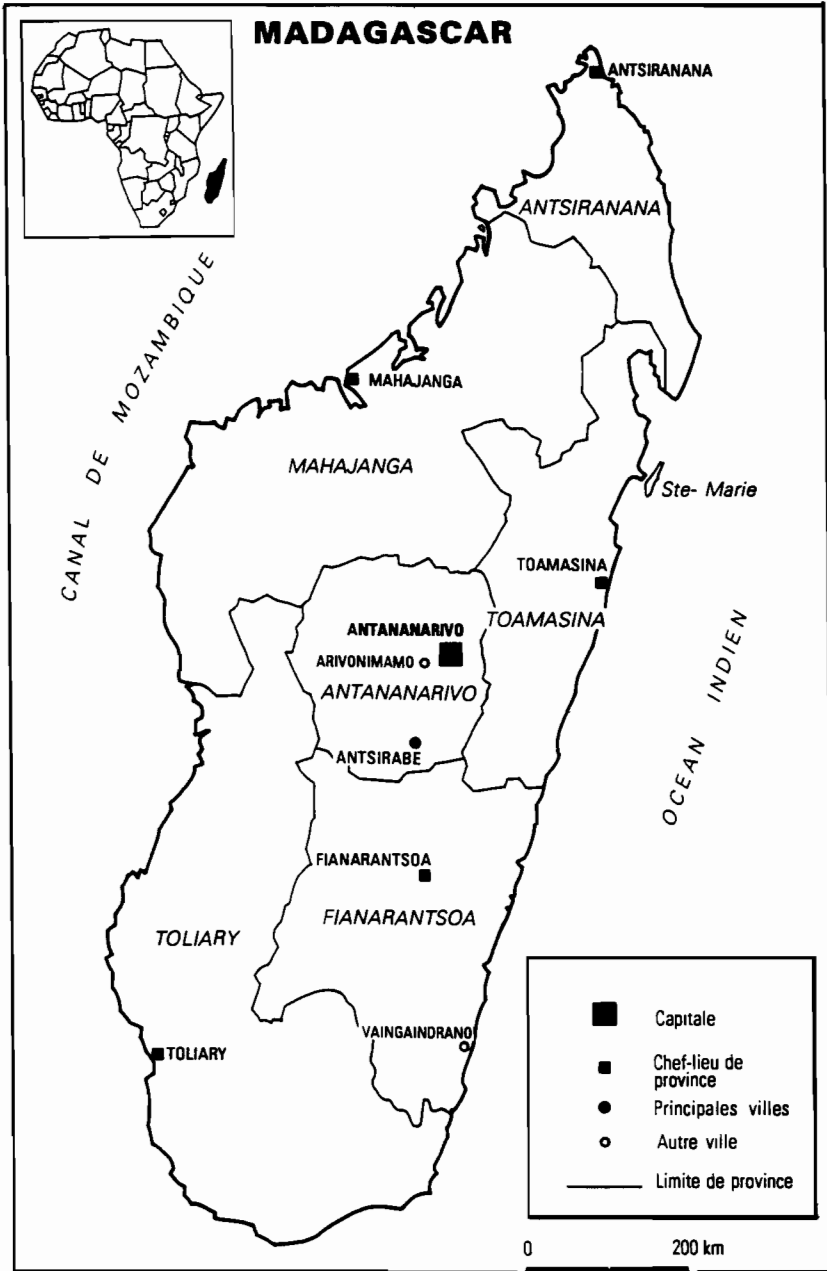 MADAGASCAR
ANTSIRANANA
ANTSIRANANA
CANAL DE MOZAMBIQUE
MAHAJANGA
MAHAJANGA
Ste- Marie
TOAMASINA
TOAMASINA
ANTANANARIVO
ARIVONIMAMO
ANTANANARIVO
OCEAN INDIEN
ANTSIRABE
FIANARANTSOA
FIANARANTSOA
TOLIARY
VAINGAINDRANO
TOLIARY
Capitale
Chef-lieu de
province
Principales villes
Autre ville
Limite de province
0 200 km